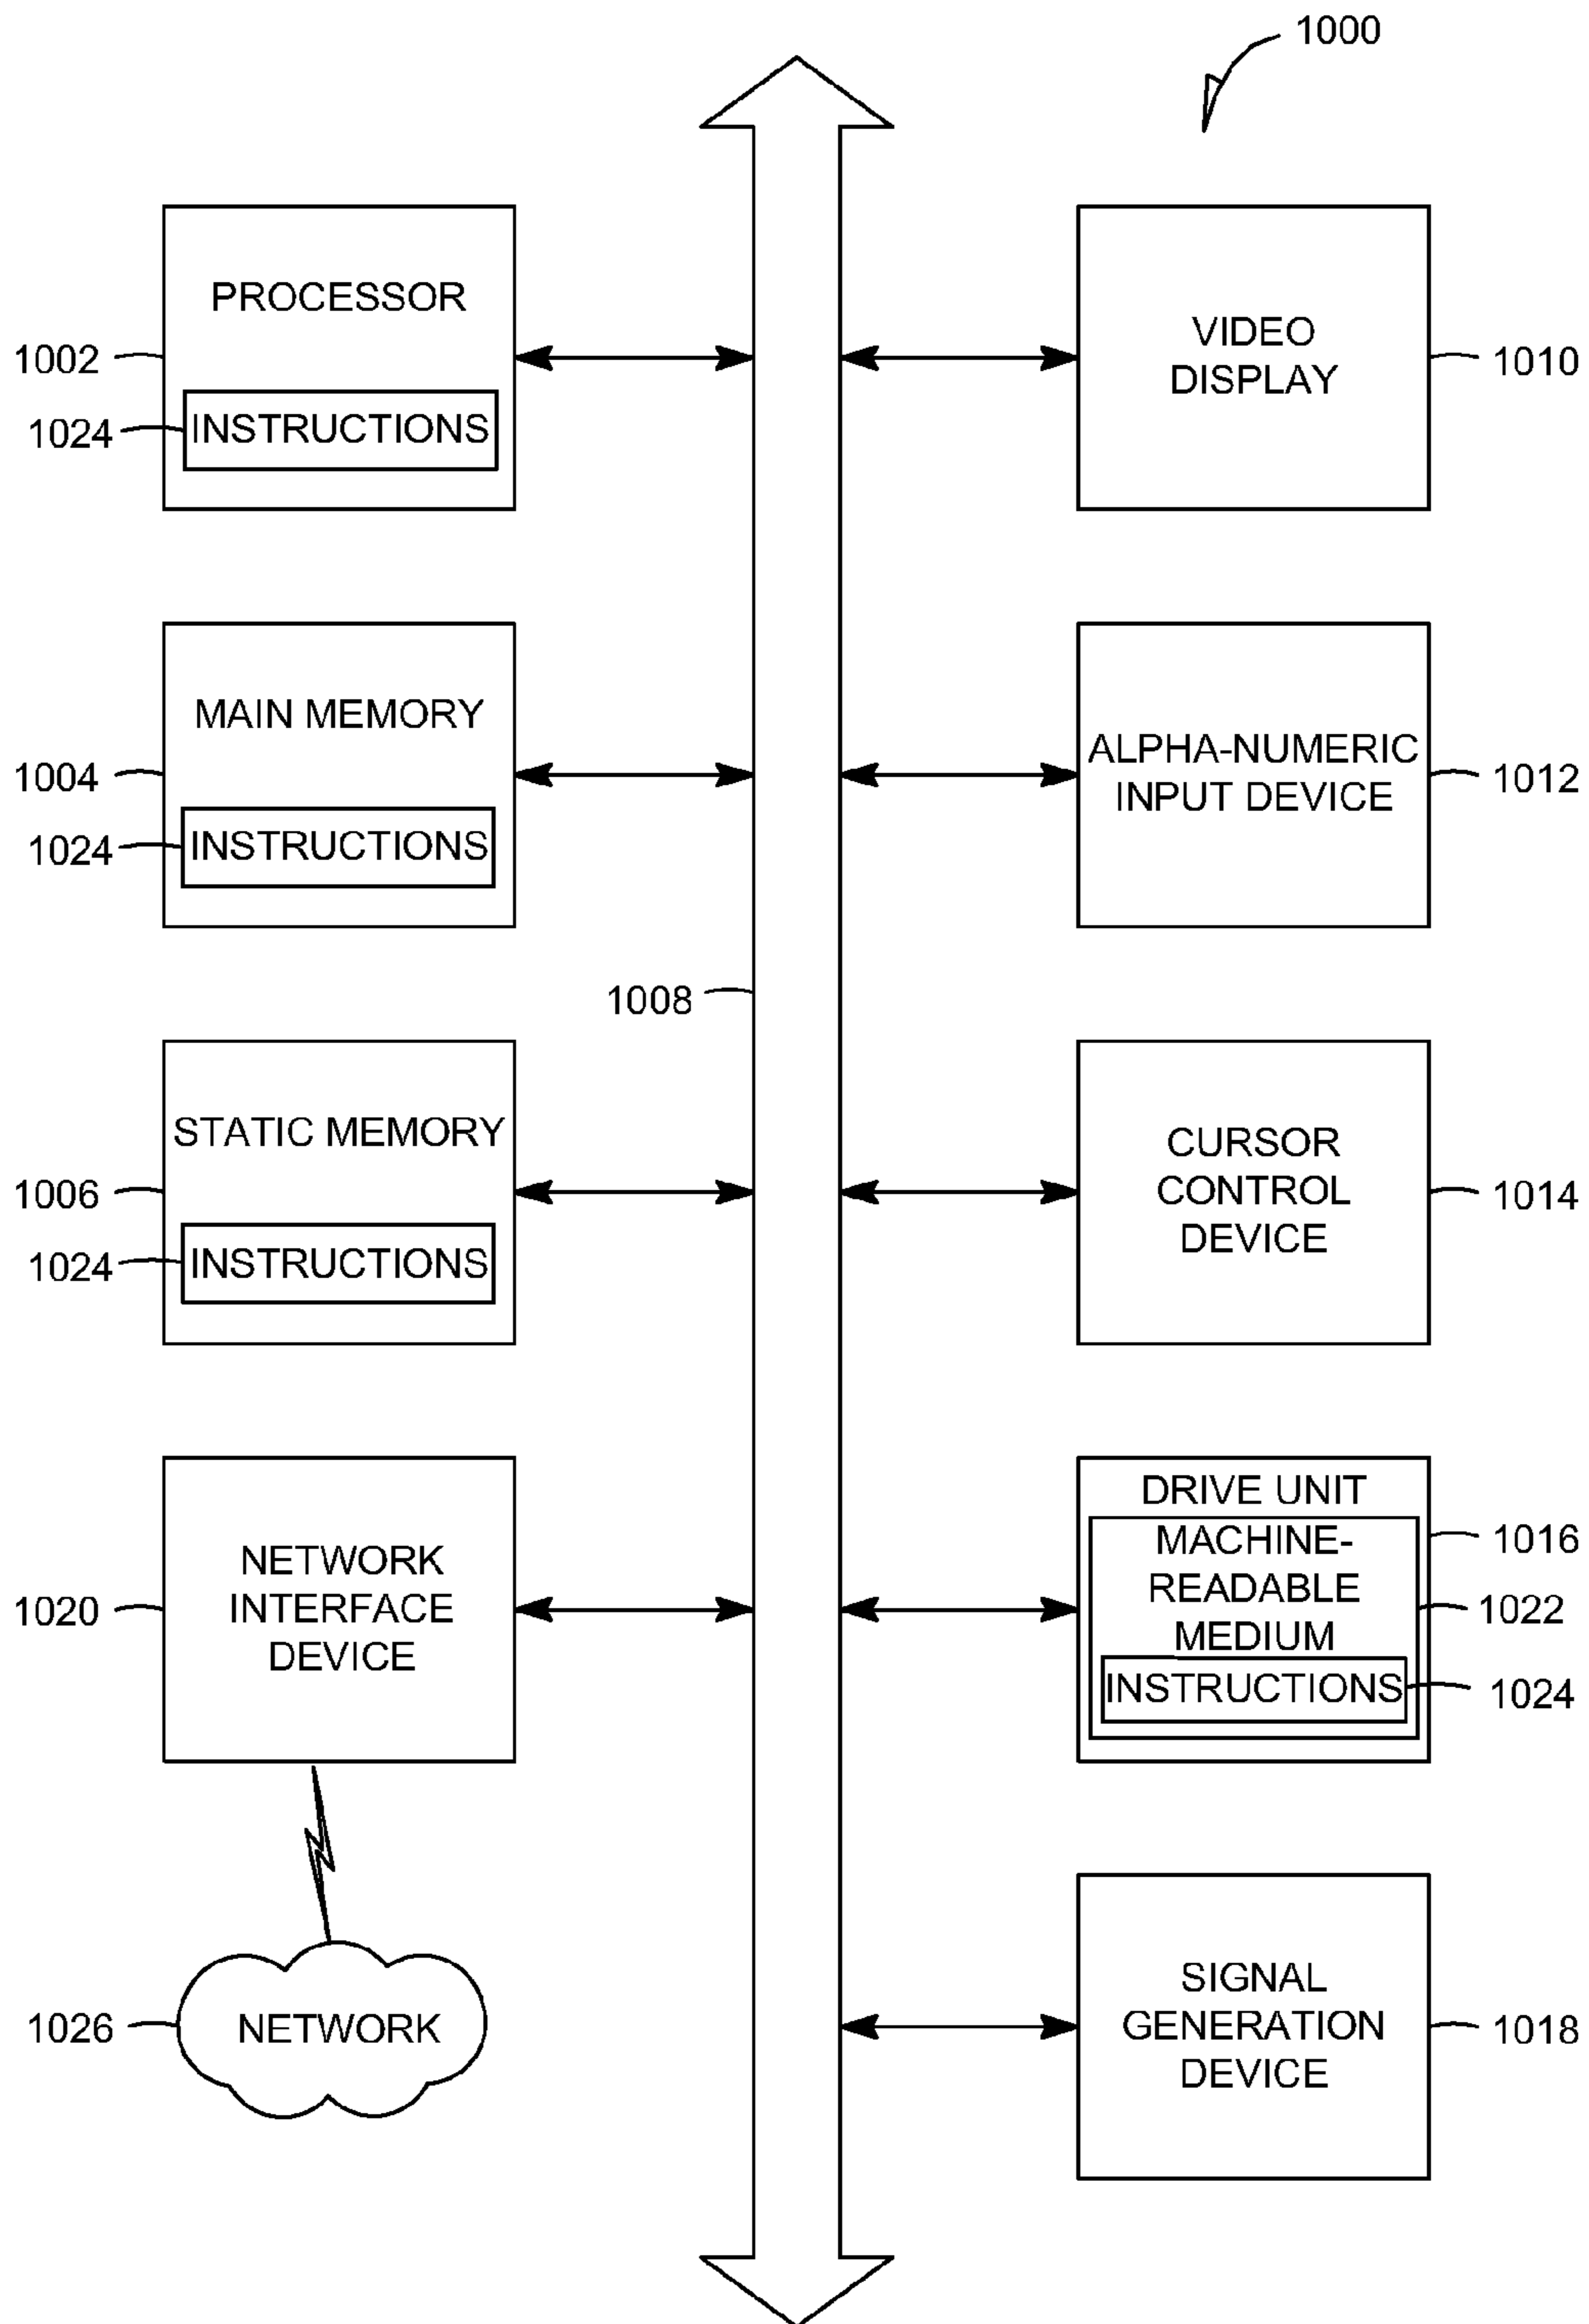 1000
PROCESSOR
1002
INSTRUCTIONS
1024
VIDEO
DISPLAY
1010
MAIN MEMORY
1004
INSTRUCTIONS
1024
ALPHA-NUMERIC
INPUT DEVICE
1012
1008
STATIC MEMORY
1006
INSTRUCTIONS
1024
CURSOR
CONTROL
DEVICE
1014
NETWORK
INTERFACE
DEVICE
1020
DRIVE UNIT
1016
MACHINE-
READABLE
MEDIUM
1022
INSTRUCTIONS
1024
NETWORK
1026
SIGNAL
GENERATION
DEVICE
1018